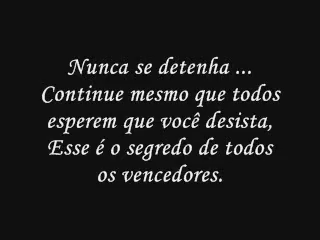 Nunca se detenha ...
Continue mesmo que todos
esperem que você desista,
Esse é o segredo de todos
os vencedores.